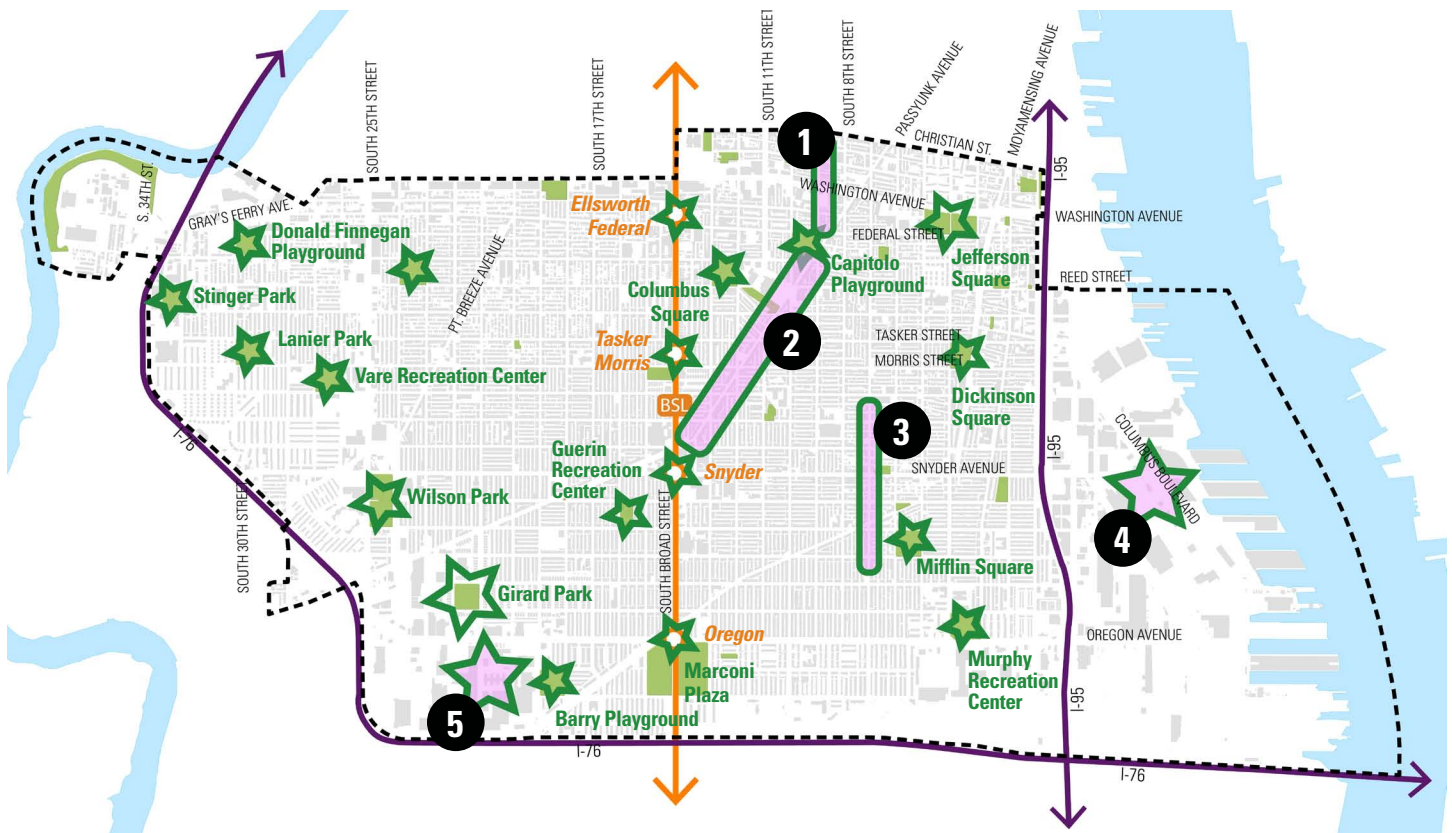 SOUTH 11TH STREET
SOUTH 8TH STREET
PASSYUNK AVENUE
MOYAMENSING AVENUE
SOUTH 25TH STREET
SOUTH 17TH STREET
CHRISTIAN ST.
1
I-95
S. 34TH ST.
GRAY'S FERRY AVE.
WASHINGTON AVENUE
WASHINGTON AVENUE
Ellsworth
Federal
Donald Finnegan
Playground
FEDERAL STREET
Jefferson
Square
Capitolo
Playground
PT. BREEZE AVENUE
REED STREET
Stinger Park
Columbus
Square
Lanier Park
Tasker
Morris
2
TASKER STREET
MORRIS STREET
Vare Recreation Center
Dickinson
Square
BSL
I-76
3
COLUMBUS BOULEVARD
Guerin
Recreation
Center
Snyder
SNYDER AVENUE
I-95
Wilson Park
SOUTH 30TH STREET
SOUTH BROAD STREET
4
Mifflin Square
Girard Park
Oregon
OREGON AVENUE
Marconi
Plaza
Murphy
Recreation
Center
I-95
5
Barry Playground
I-76
I-76